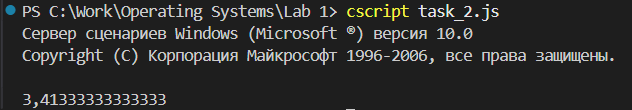 PS C:\Work\Operating Systems\Lab 1> cscript task_2.js
Сервер сценариев Windows (Microsoft ®) версия 10.0
Copyright (C) Корпорация Майкрософт 1996-2006, все права защищены.
3,41333333333333